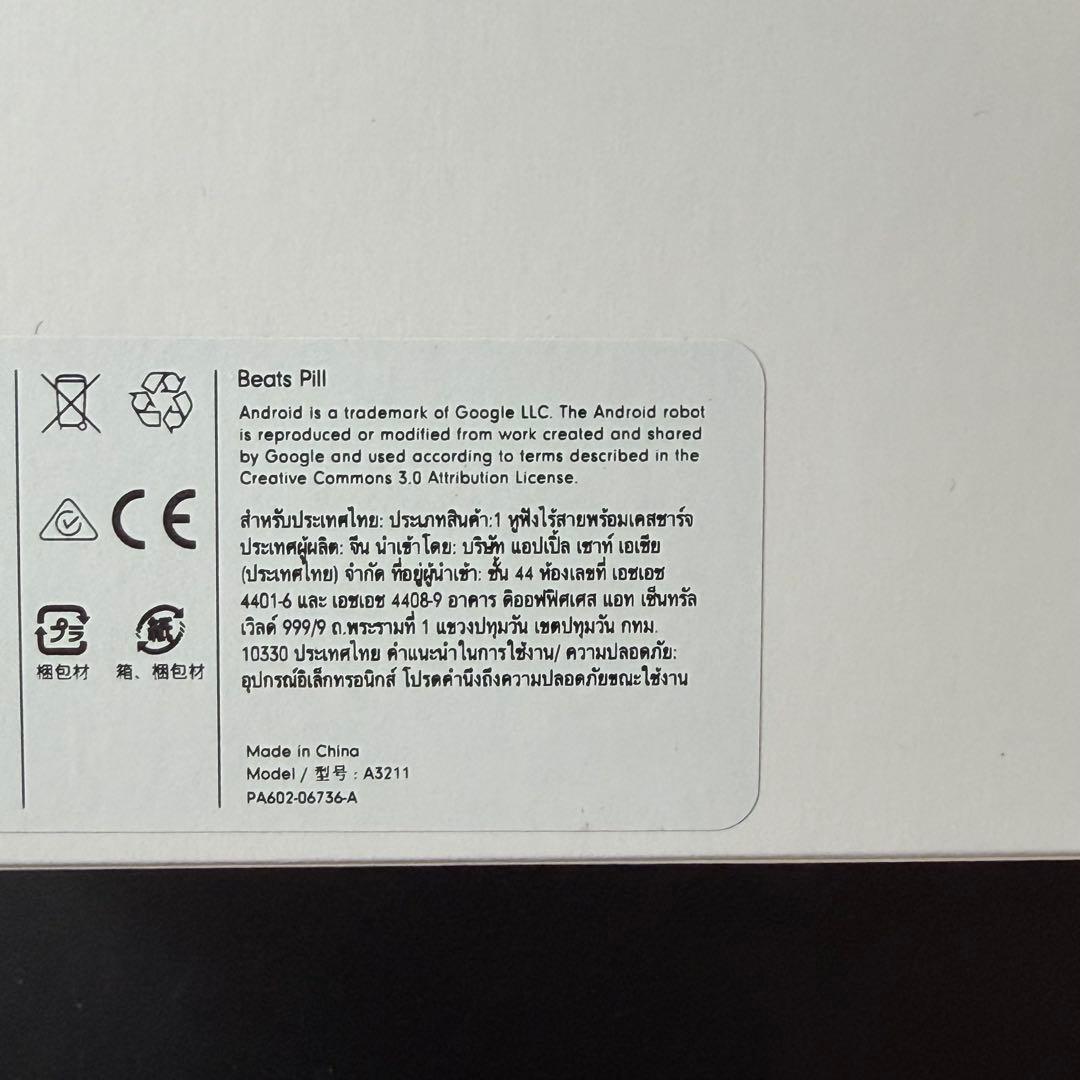 プラ
梱包材
紙
箱、梱包材
CE
Beats Pill
Android is a trademark of Google LLC. The Android robot
is reproduced or modified from work created and shared
by Google and used according to terms described in the
Creative Commons 3.0 Attribution License.
สำหรับประเทศไทย: ประเภทสินค้า:1 หูฟังไร้สายพร้อมเคสชาร์จ
ประเทศผู้ผลิต: จีน นำเข้าโดย: บริษัท แอปเปิ้ล เซาท์ เอเชีย
(ประเทศไทย) จำกัด ที่อยู่ผู้นำเข้า: ชั้น 44 ห้องเลขที่ เอชเอช
4401-6 และ เอชเอช 4408-9 อาคาร ดิออฟฟิศเศส แอท เซ็นทรัล
เวิลด์ 999/9 ถ.พระรามที่ 1 แขวงปทุมวัน เขตปทุมวัน กทม.
10330 ประเทศไทย คำแนะนำในการใช้งาน/ ความปลอดภัย:
อุปกรณ์อิเล็กทรอนิกส์ โปรดคำนึงถึงความปลอดภัยขณะใช้งาน
Made in China
Model / 型号 : A3211
PA602-06736-A